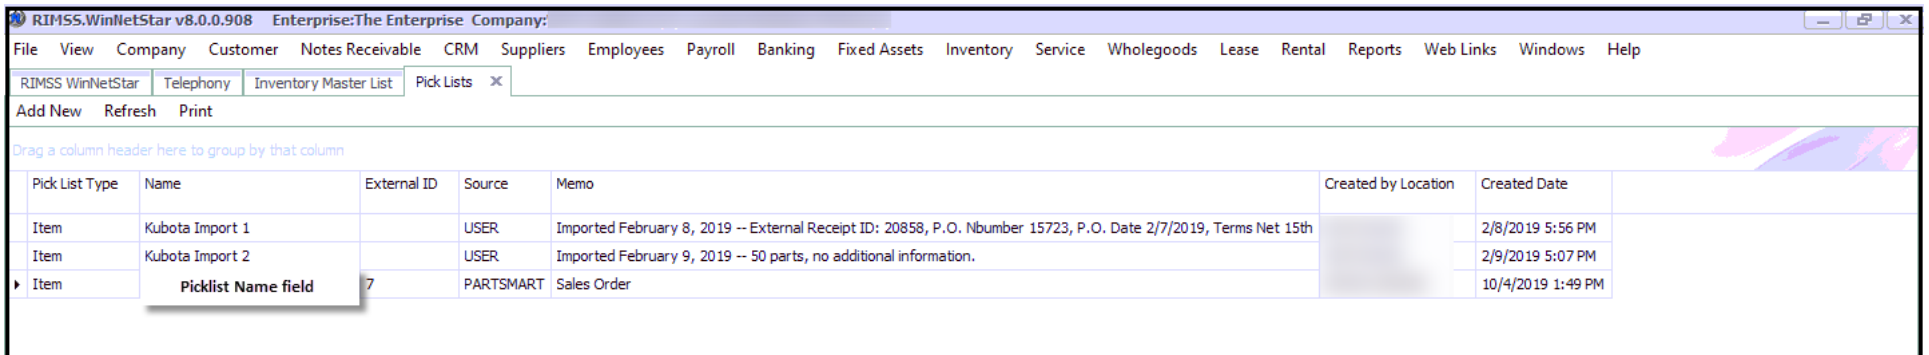 RIMSS.WinNetStar v8.0.0.908 Enterprise:The Enterprise Company:
File View Company Customer Notes Receivable CRM Suppliers Employees Payroll Banking Fixed Assets Inventory Service Wholegoods Lease Rental Reports Web Links Windows Help
RIMSS WinNetStar Telephony Inventory Master List Pick Lists X
Add New Refresh Print
Drag a column header here to group by that column
Pick List Type Name External ID Source Memo Created by Location Created Date
Item Kubota Import 1 USER Imported February 8, 2019 -- External Receipt ID: 20858, P.O. Nbumber 15723, P.O. Date 2/7/2019, Terms Net 15th 2/8/2019 5:56 PM
Item Kubota Import 2 USER Imported February 9, 2019 -- 50 parts, no additional information. 2/9/2019 5:07 PM
Item Picklist Name field 7 PARTSMART Sales Order 10/4/2019 1:49 PM